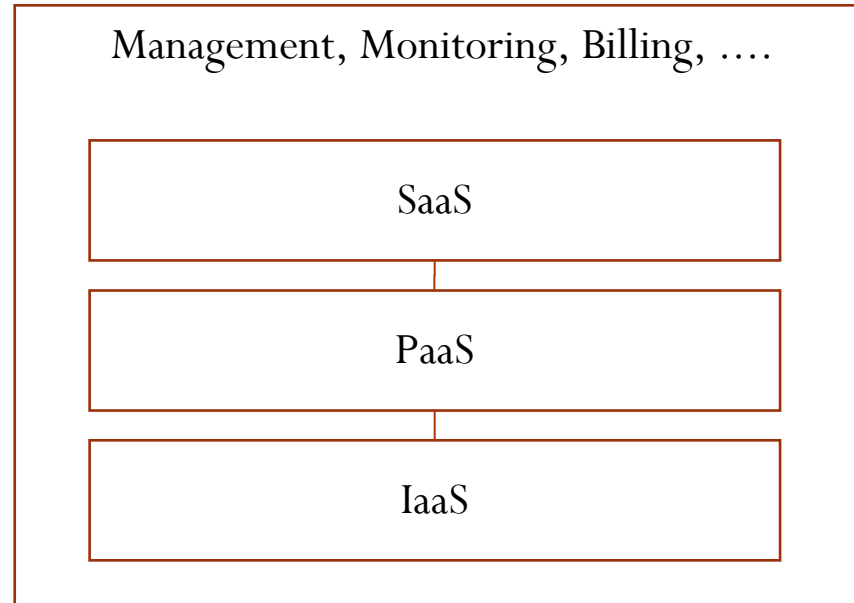 Management, Monitoring, Billing, ....
SaaS
PaaS
IaaS